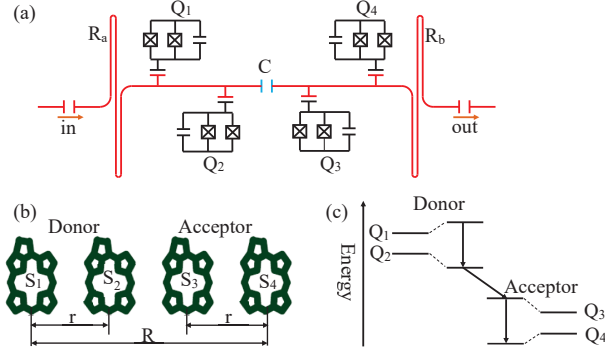 (a)
Q1
Q4
Ra
Rb
C
in
out
Q2
Q3
(b)
Donor
Acceptor
S1
S2
S3
S4
r
r
R
(c)
Donor
Energy
Q1
Q2
Acceptor
Q3
Q4